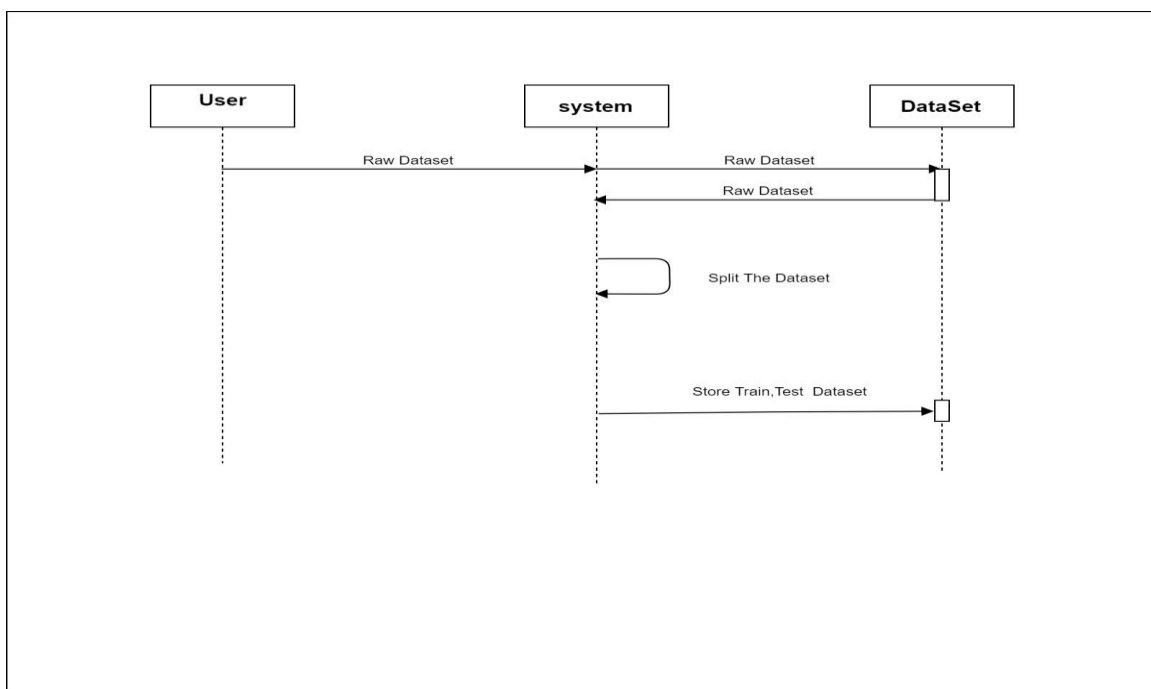 User
system
DataSet
Raw Dataset
Raw Dataset
Raw Dataset
Split The Dataset
Store Train,Test  Dataset